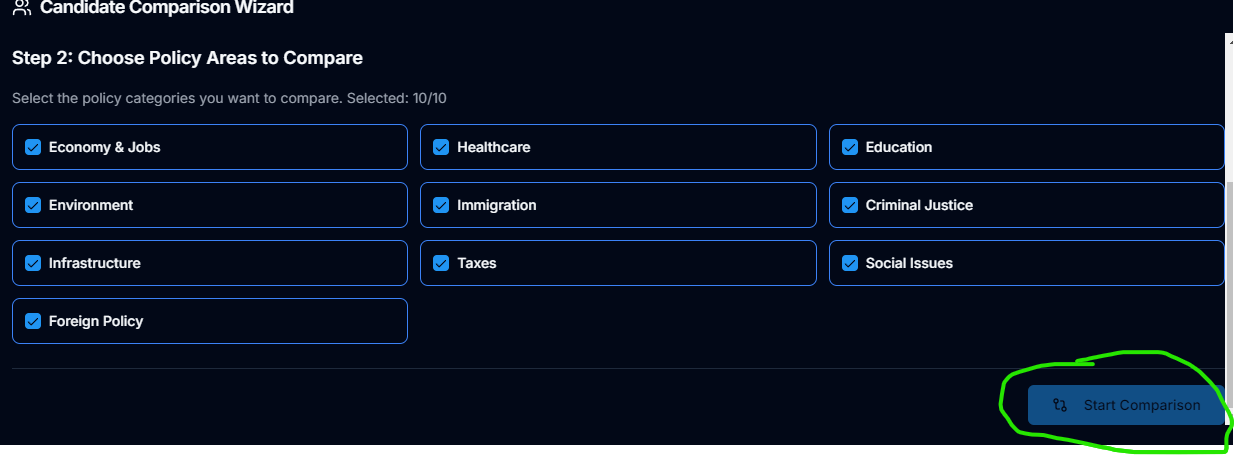 Candidate Comparison Wizard
Step 2: Choose Policy Areas to Compare
Select the policy categories you want to compare. Selected: 10/10
Economy & Jobs Healthcare Education
Environment Immigration Criminal Justice
Infrastructure Taxes Social Issues
Foreign Policy
Start Comparison